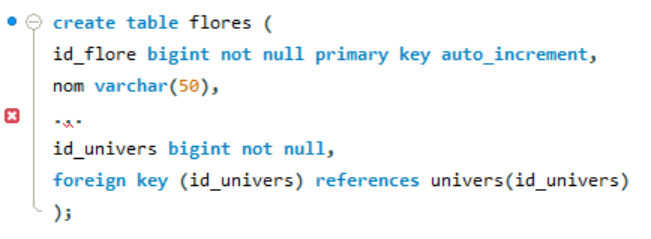 create table flores (
id_flore bigint not null primary key auto_increment,
nom varchar(50),
...
id_univers bigint not null,
foreign key (id_univers) references univers(id_univers)
);